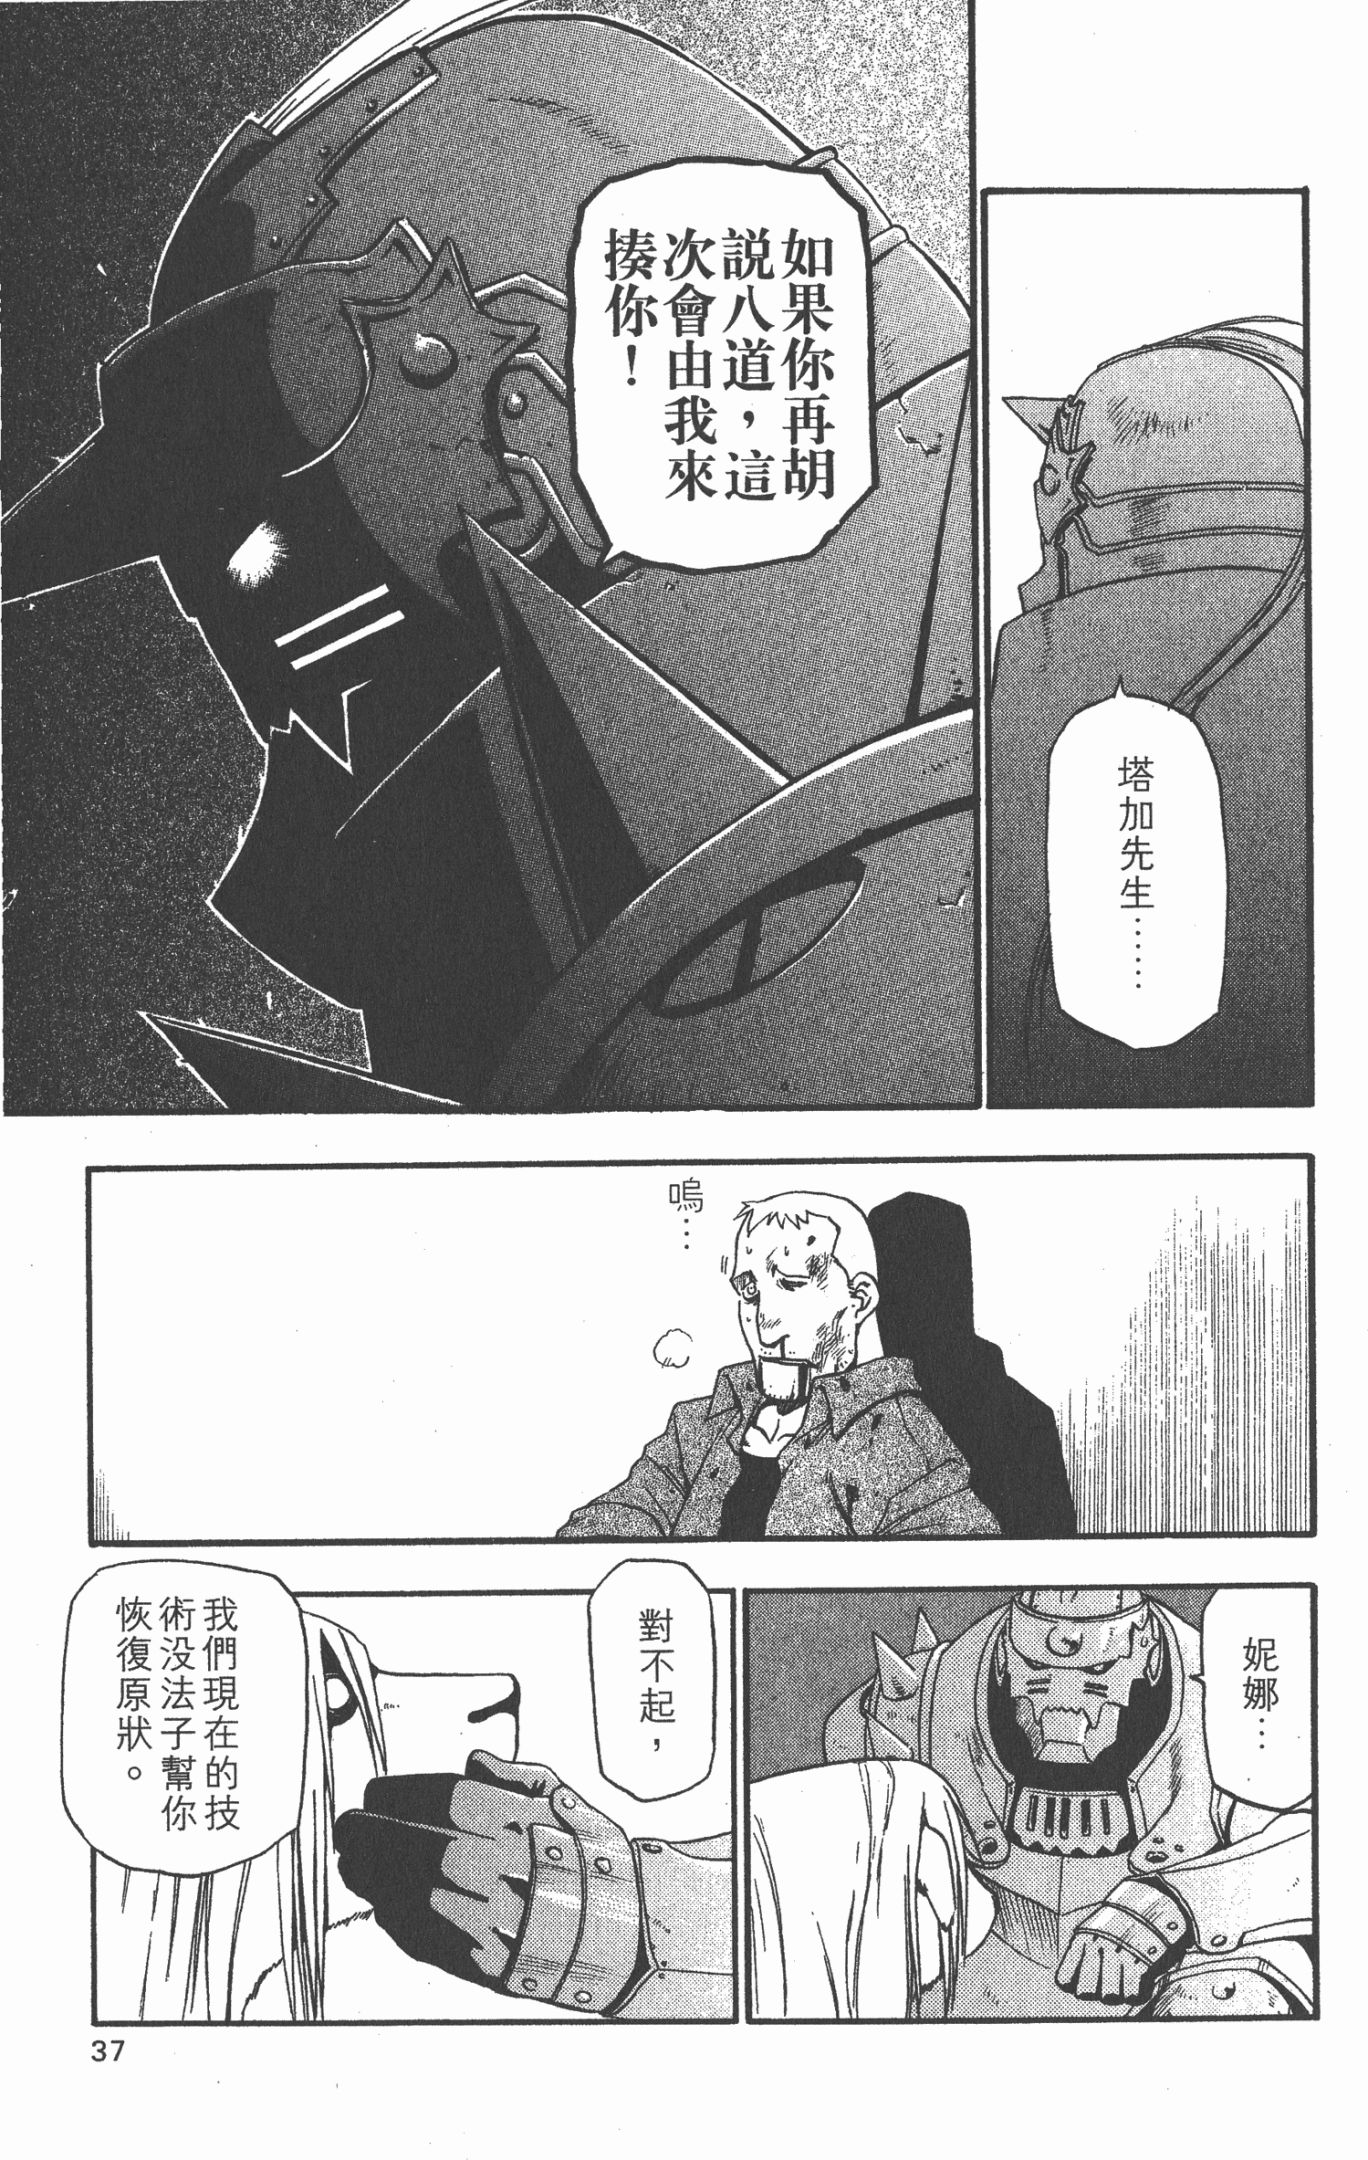 塔加先生……
如果你再胡
説八道，這
次會由我來
揍你！
嗚…
妮娜…
對不起，
我們現在的技
術没法子幫你
恢復原狀。
37